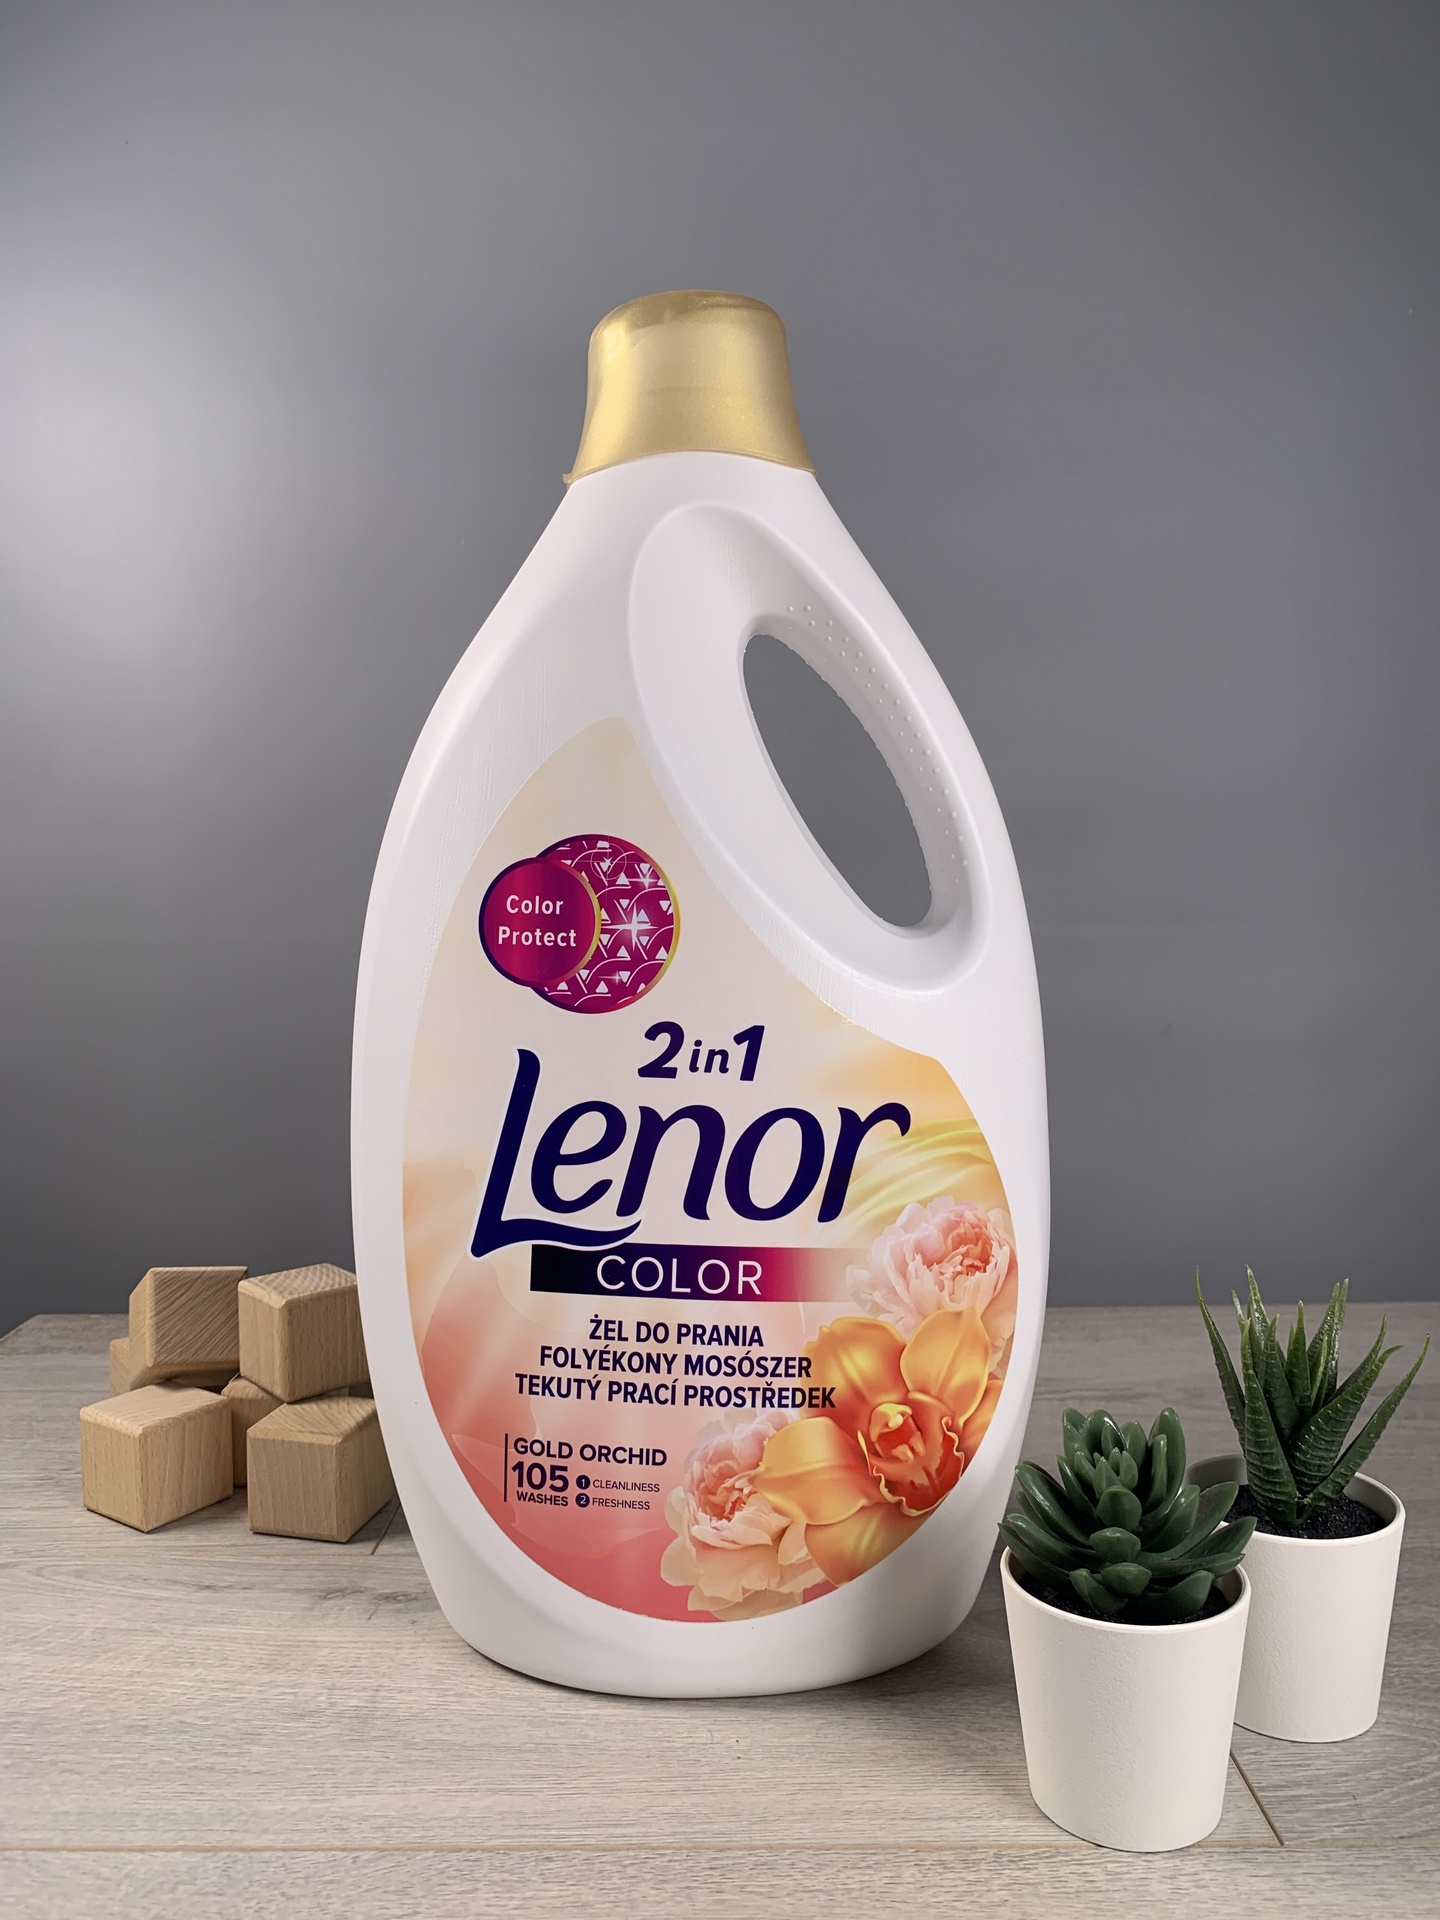 Color
Protect
2in1
Lenor
COLOR
ŻEL DO PRANIA
FOLYÉKONY MOSÓSZER
TEKUTÝ PRACÍ PROSTŘEDEK
GOLD ORCHID
105
WASHES
1 CLEANLINESS
2 FRESHNESS